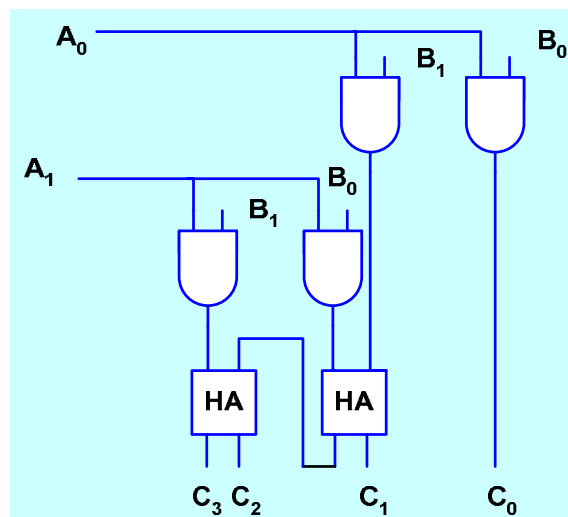 A₀ B₁ B₀
A₁ B₁ B₀
HA HA
C₃ C₂ C₁ C₀